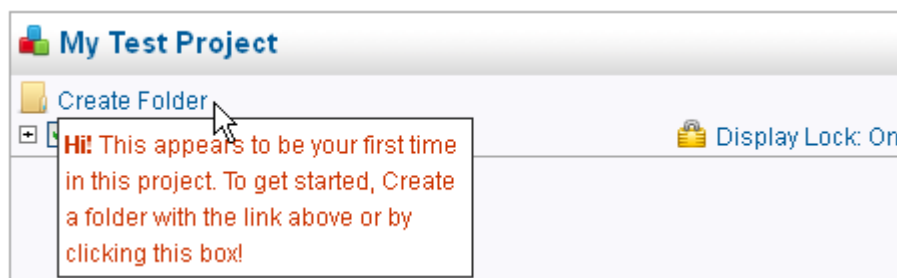 My Test Project
Create Folder
Display Lock: On
Hi! This appears to be your first time
in this project. To get started, Create
a folder with the link above or by
clicking this box!